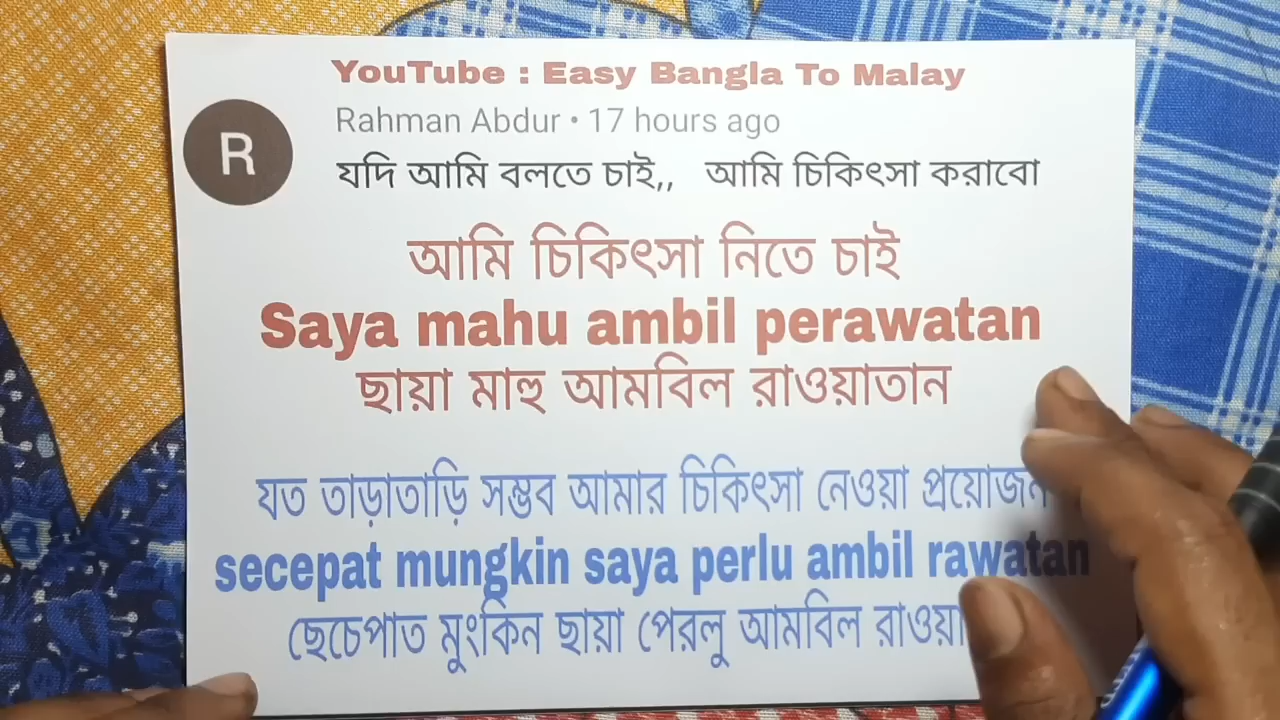 YouTube : Easy Bangla To Malay
Rahman Abdur • 17 hours ago
R
যদি আমি বলতে চাই,, আমি চিকিৎসা করাবো
আমি চিকিৎসা নিতে চাই
Saya mahu ambil perawatan
ছায়া মাহু আমবিল রাওয়াতান
যত তাড়াতাড়ি সম্ভব আমার চিকিৎসা নেওয়া প্রয়োজন
secepat mungkin saya perlu ambil rawatan
ছেচেপাত মুংকিন ছায়া পেরলু আমবিল